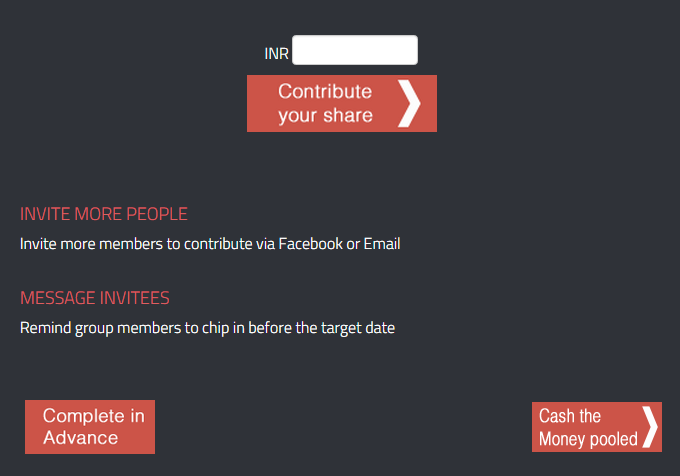 INR
Contribute
your share
INVITE MORE PEOPLE
Invite more members to contribute via Facebook or Email
MESSAGE INVITEES
Remind group members to chip in before the target date
Complete in
Advance
Cash the
Money pooled